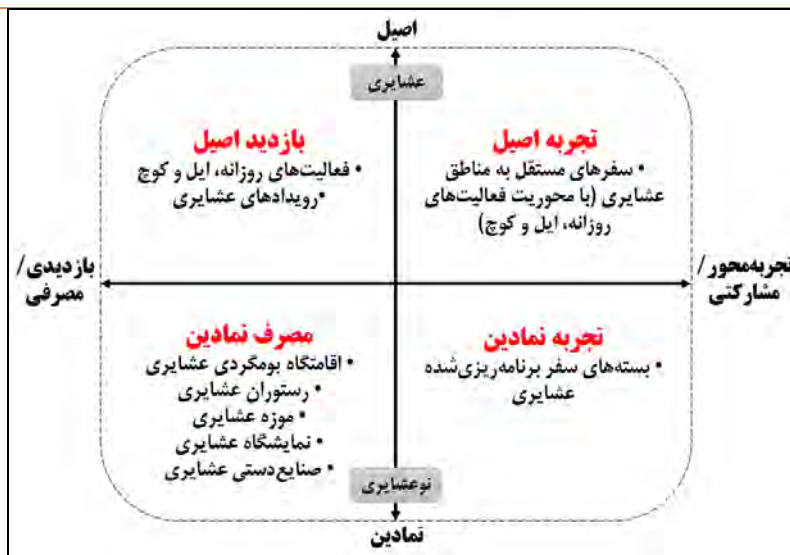 اصیل
عشایری
تجربه اصیل
• سفرهای مستقل به مناطق
عشایری (با محوریت فعالیت‌های
روزانه، ایل و کوچ)
بازدید اصیل
• فعالیت‌های روزانه، ایل و کوچ
•رویدادهای عشایری
تجربه‌محور/
مشارکتی
بازدیدی/
مصرفی
تجربه نمادین
• بسته‌های سفر برنامه‌ریزی‌شده
عشایری
مصرف نمادین
• اقامتگاه بومگردی عشایری
• رستوران عشایری
• موزه عشایری
• نمایشگاه عشایری
• صنایع‌دستی عشایری
نوعشایری
نمادین